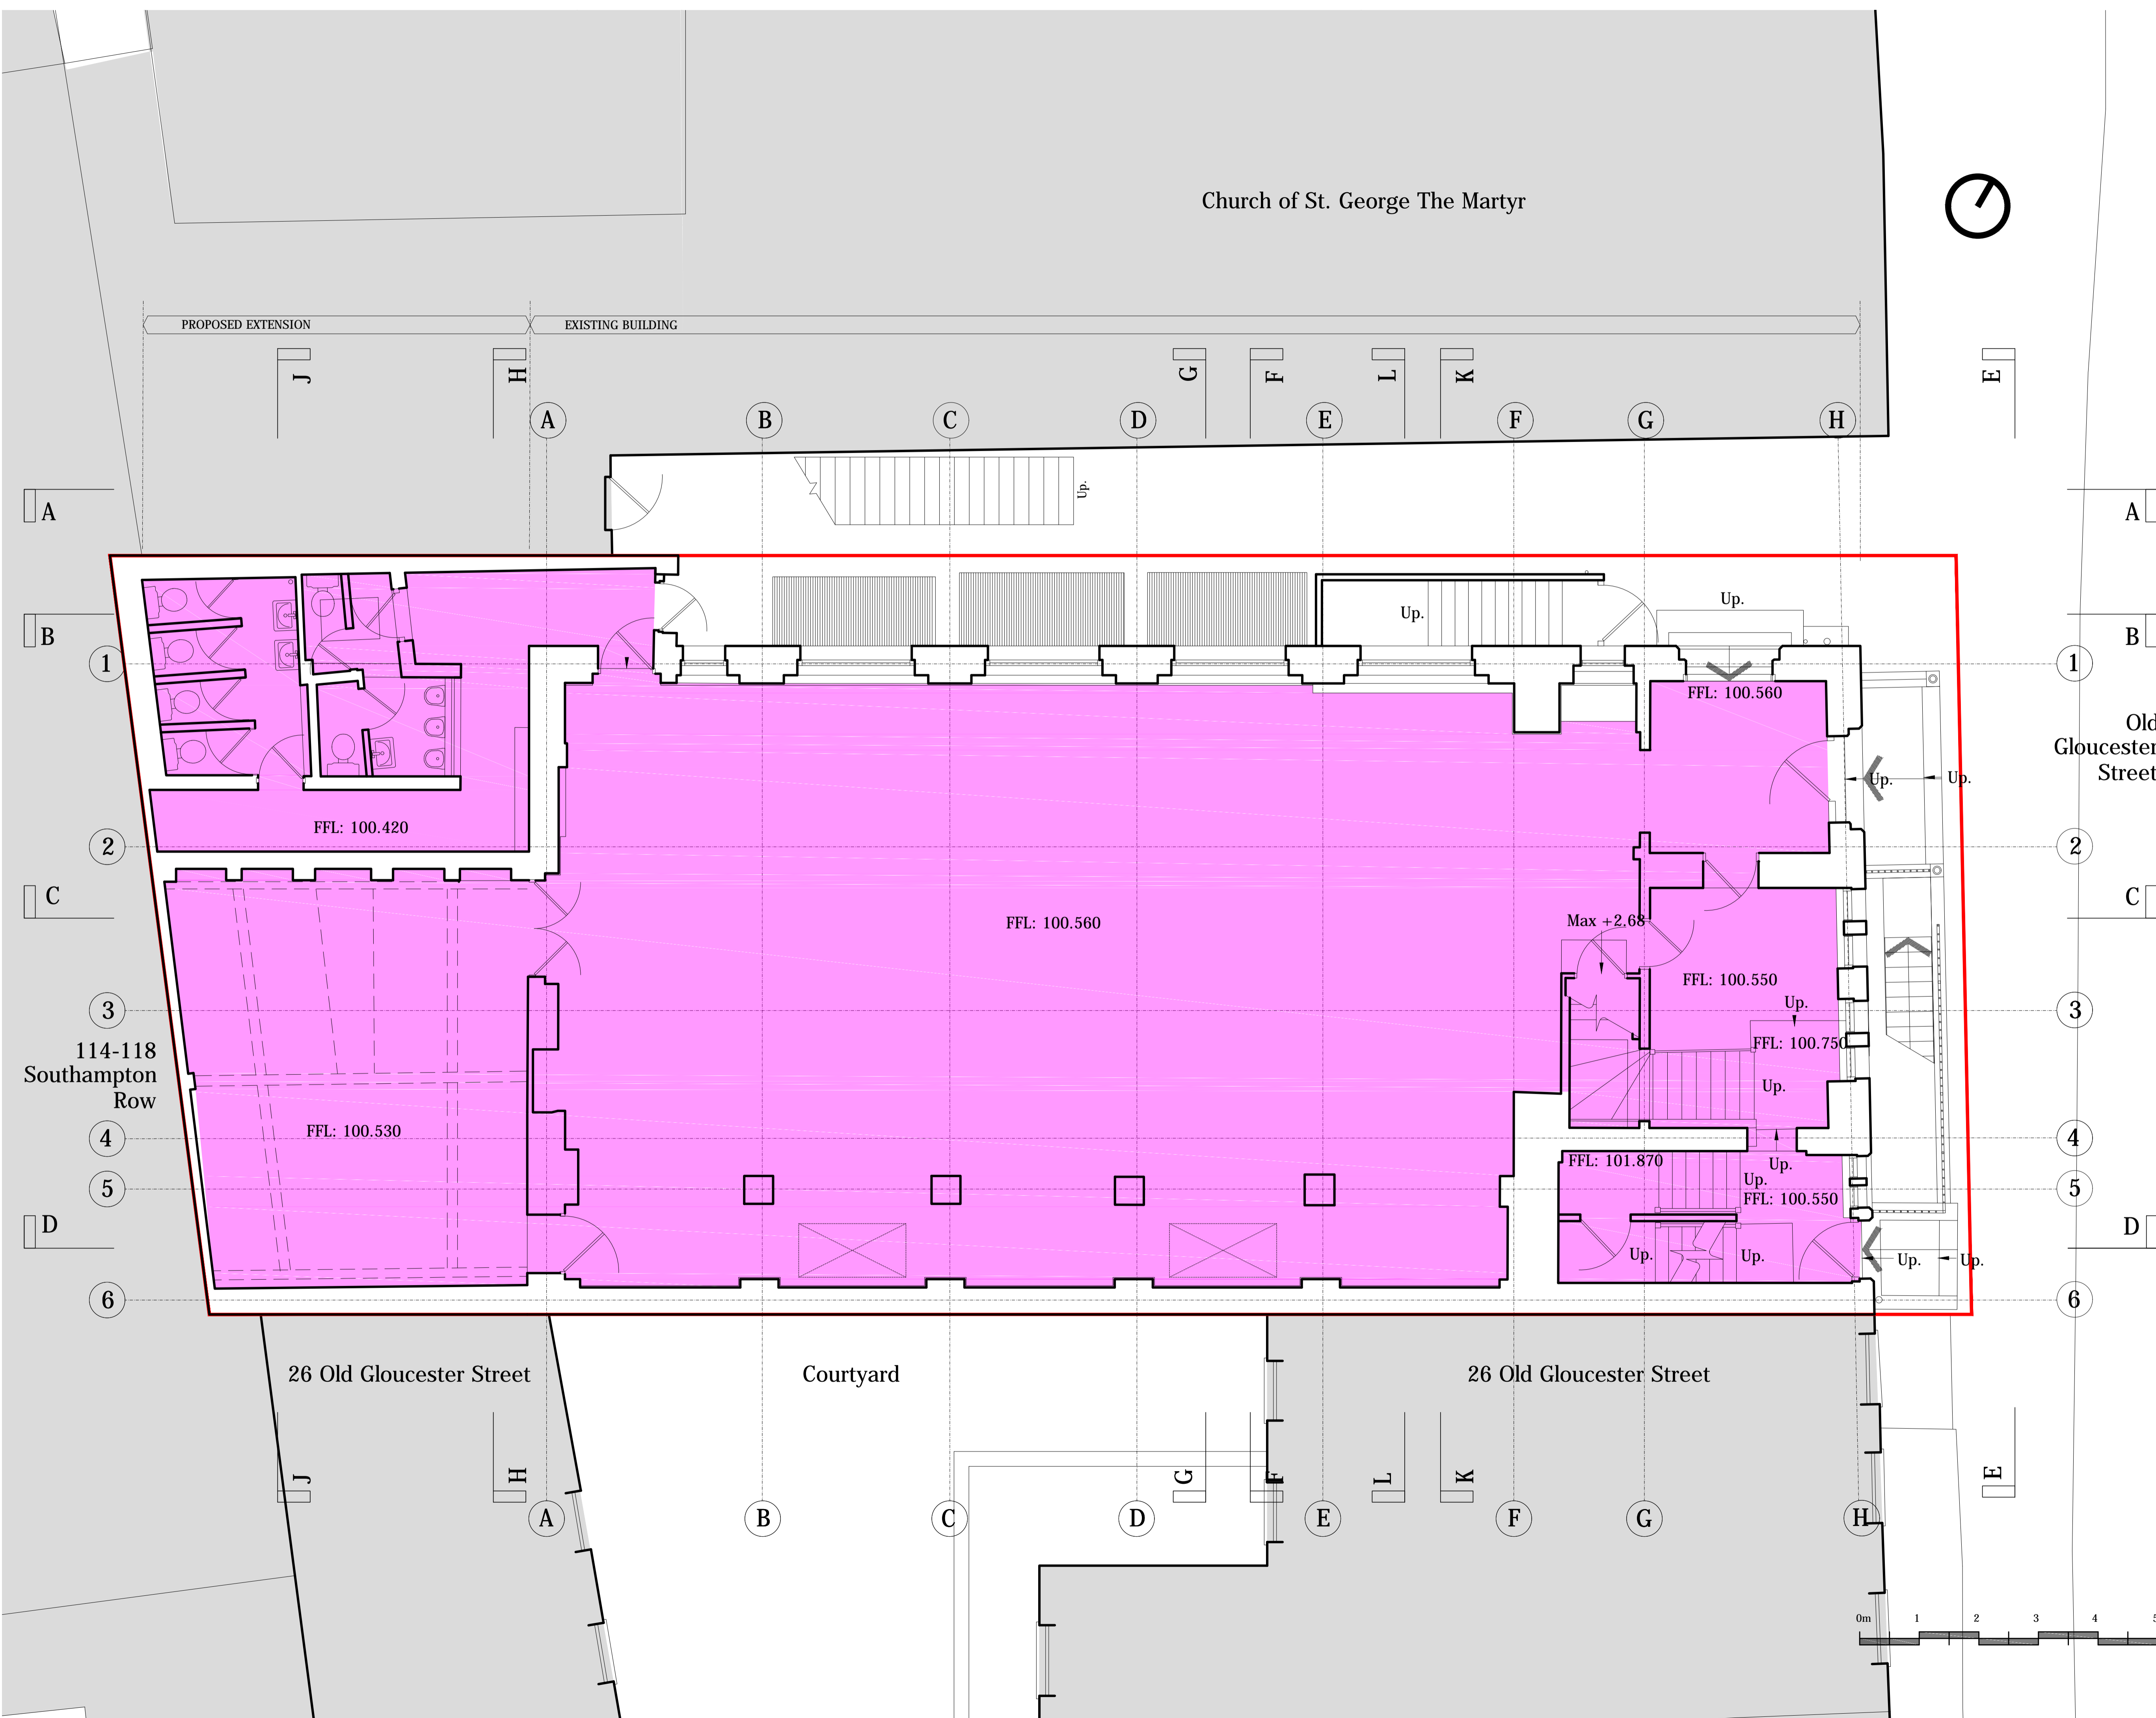 Church of St. George The Martyr
PROPOSED EXTENSION
EXISTING BUILDING
J
H
G
F
L
K
E
A
B
C
D
E
F
G
H
Up.
A
A
B
B
Up.
Up.
1
1
FFL: 100.560
Old
Gloucester
Street
Up.
Up.
FFL: 100.420
2
2
C
C
Max +2.68
FFL: 100.560
FFL: 100.550
Up.
3
3
FFL: 100.750
114-118
Southampton
Row
Up.
FFL: 100.530
4
4
FFL: 101.870
Up.
Up.
5
5
FFL: 100.550
D
D
Up.
Up.
Up.
Up.
6
6
26 Old Gloucester Street
Courtyard
26 Old Gloucester Street
J
H
G
F
L
K
E
A
B
C
D
E
F
G
H
0m
1
2
3
4
5